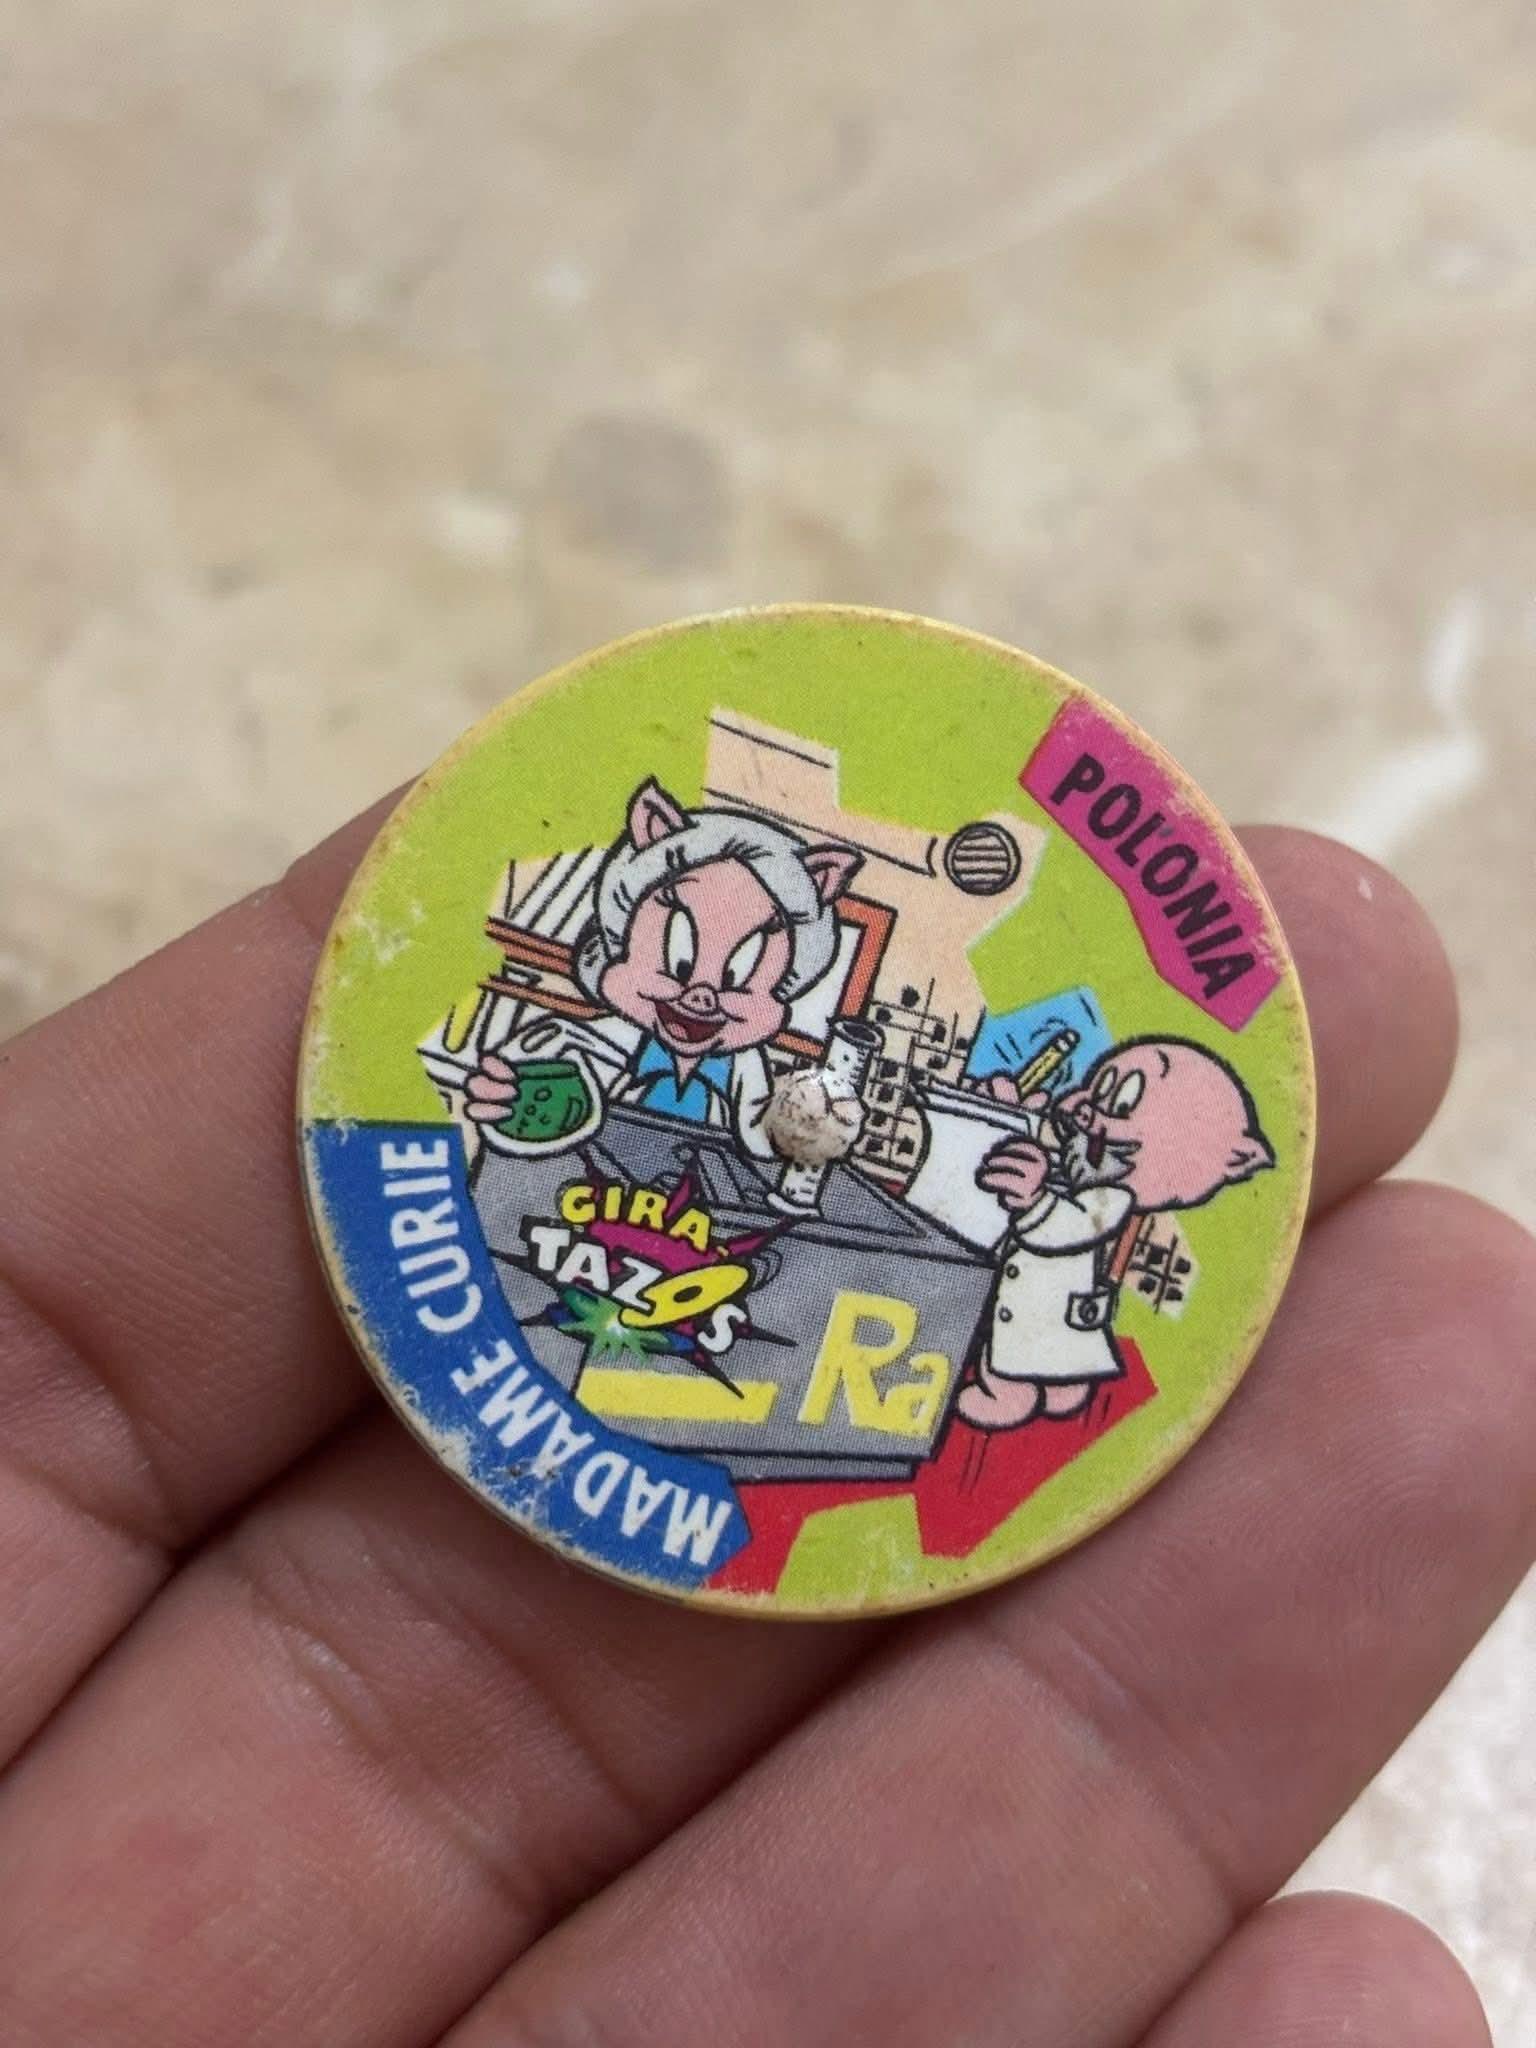 POLONIA
MADAME CURIE
GIRA-
TAZOS
Ra